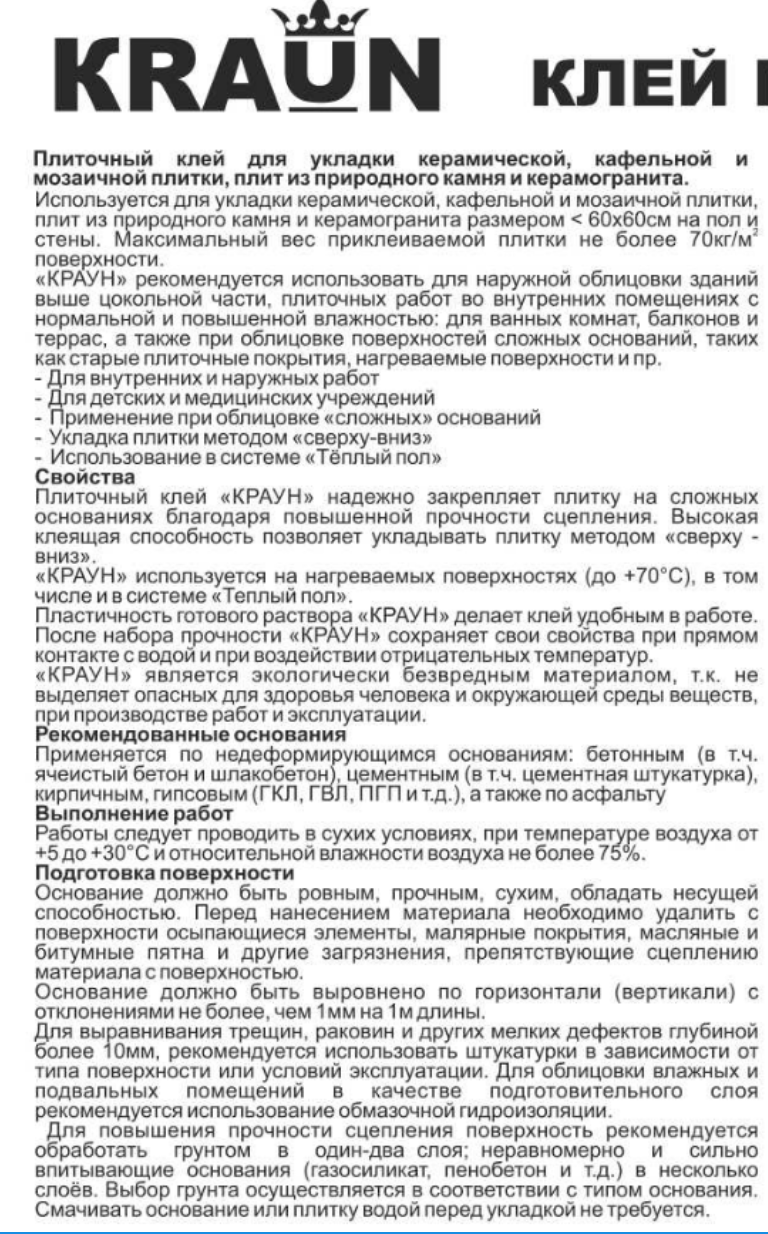 KRAUN КЛЕЙ
Плиточный клей для укладки керамической, кафельной и
мозаичной плитки, плит из природного камня и керамогранита.
Используется для укладки керамической, кафельной и мозаичной плитки,
плит из природного камня и керамогранита размером < 60х60см на пол и
стены. Максимальный вес приклеиваемой плитки не более 70кг/м²
поверхности.
«КРАУН» рекомендуется использовать для наружной облицовки зданий
выше цокольной части, плиточных работ во внутренних помещениях с
нормальной и повышенной влажностью: для ванных комнат, балконов и
террас, а также при облицовке поверхностей сложных оснований, таких
как старые плиточные покрытия, нагреваемые поверхности и пр.
- Для внутренних и наружных работ
- Для детских и медицинских учреждений
- Применение при облицовке «сложных» оснований
- Укладка плитки методом «сверху-вниз»
- Использование в системе «Тёплый пол»
Свойства
Плиточный клей «КРАУН» надежно закрепляет плитку на сложных
основаниях благодаря повышенной прочности сцепления. Высокая
клеящая способность позволяет укладывать плитку методом «сверху -
вниз».
«КРАУН» используется на нагреваемых поверхностях (до +70°С), в том
числе и в системе «Теплый пол».
Пластичность готового раствора «КРАУН» делает клей удобным в работе.
После набора прочности «КРАУН» сохраняет свои свойства при прямом
контакте с водой и при воздействии отрицательных температур.
«КРАУН» является экологически безвредным материалом, т.к. не
выделяет опасных для здоровья человека и окружающей среды веществ,
при производстве работ и эксплуатации.
Рекомендованные основания
Применяется по недеформирующимся основаниям: бетонным (в т.ч.
ячеистый бетон и шлакобетон), цементным (в т.ч. цементная штукатурка),
кирпичным, гипсовым (ГКЛ, ГВЛ, ПГП и т.д.), а также по асфальту
Выполнение работ
Работы следует проводить в сухих условиях, при температуре воздуха от
+5 до +30°С и относительной влажности воздуха не более 75%.
Подготовка поверхности
Основание должно быть ровным, прочным, сухим, обладать несущей
способностью. Перед нанесением материала необходимо удалить с
поверхности осыпающиеся элементы, малярные покрытия, масляные и
битумные пятна и другие загрязнения, препятствующие сцеплению
материала с поверхностью.
Основание должно быть выровнено по горизонтали (вертикали) с
отклонениями не более, чем 1мм на 1м длины.
Для выравнивания трещин, раковин и других мелких дефектов глубиной
более 10мм, рекомендуется использовать штукатурки в зависимости от
типа поверхности или условий эксплуатации. Для облицовки влажных и
подвальных помещений в качестве подготовительного слоя
рекомендуется использование обмазочной гидроизоляции.
Для повышения прочности сцепления поверхность рекомендуется
обработать грунтом в один-два слоя; неравномерно и сильно
впитывающие основания (газосиликат, пенобетон и т.д.) в несколько
слоёв. Выбор грунта осуществляется в соответствии с типом основания.
Смачивать основание или плитку водой перед укладкой не требуется.